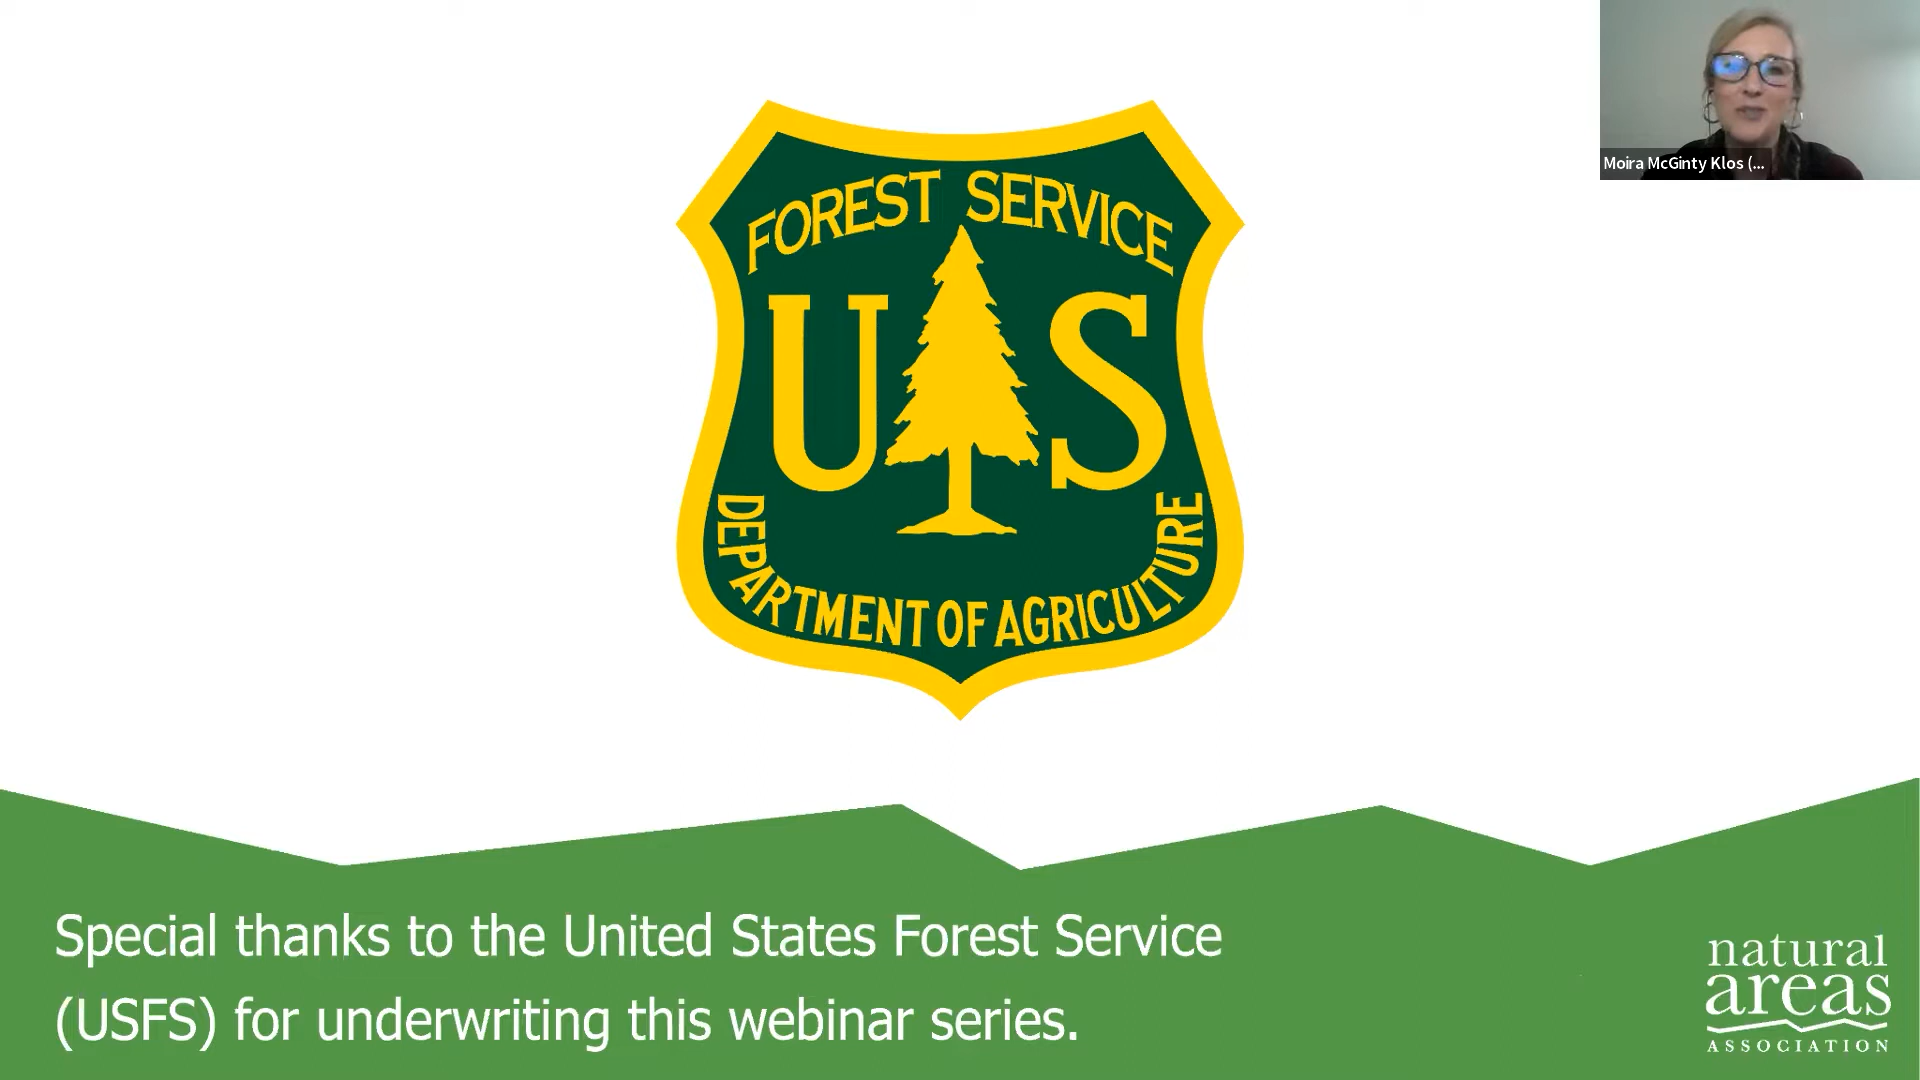 FOREST SERVICE
U S
DEPARTMENT OF AGRICULTURE
Moira McGinty Klos (...
Special thanks to the United States Forest Service
(USFS) for underwriting this webinar series.
natural
areas
ASSOCIATION